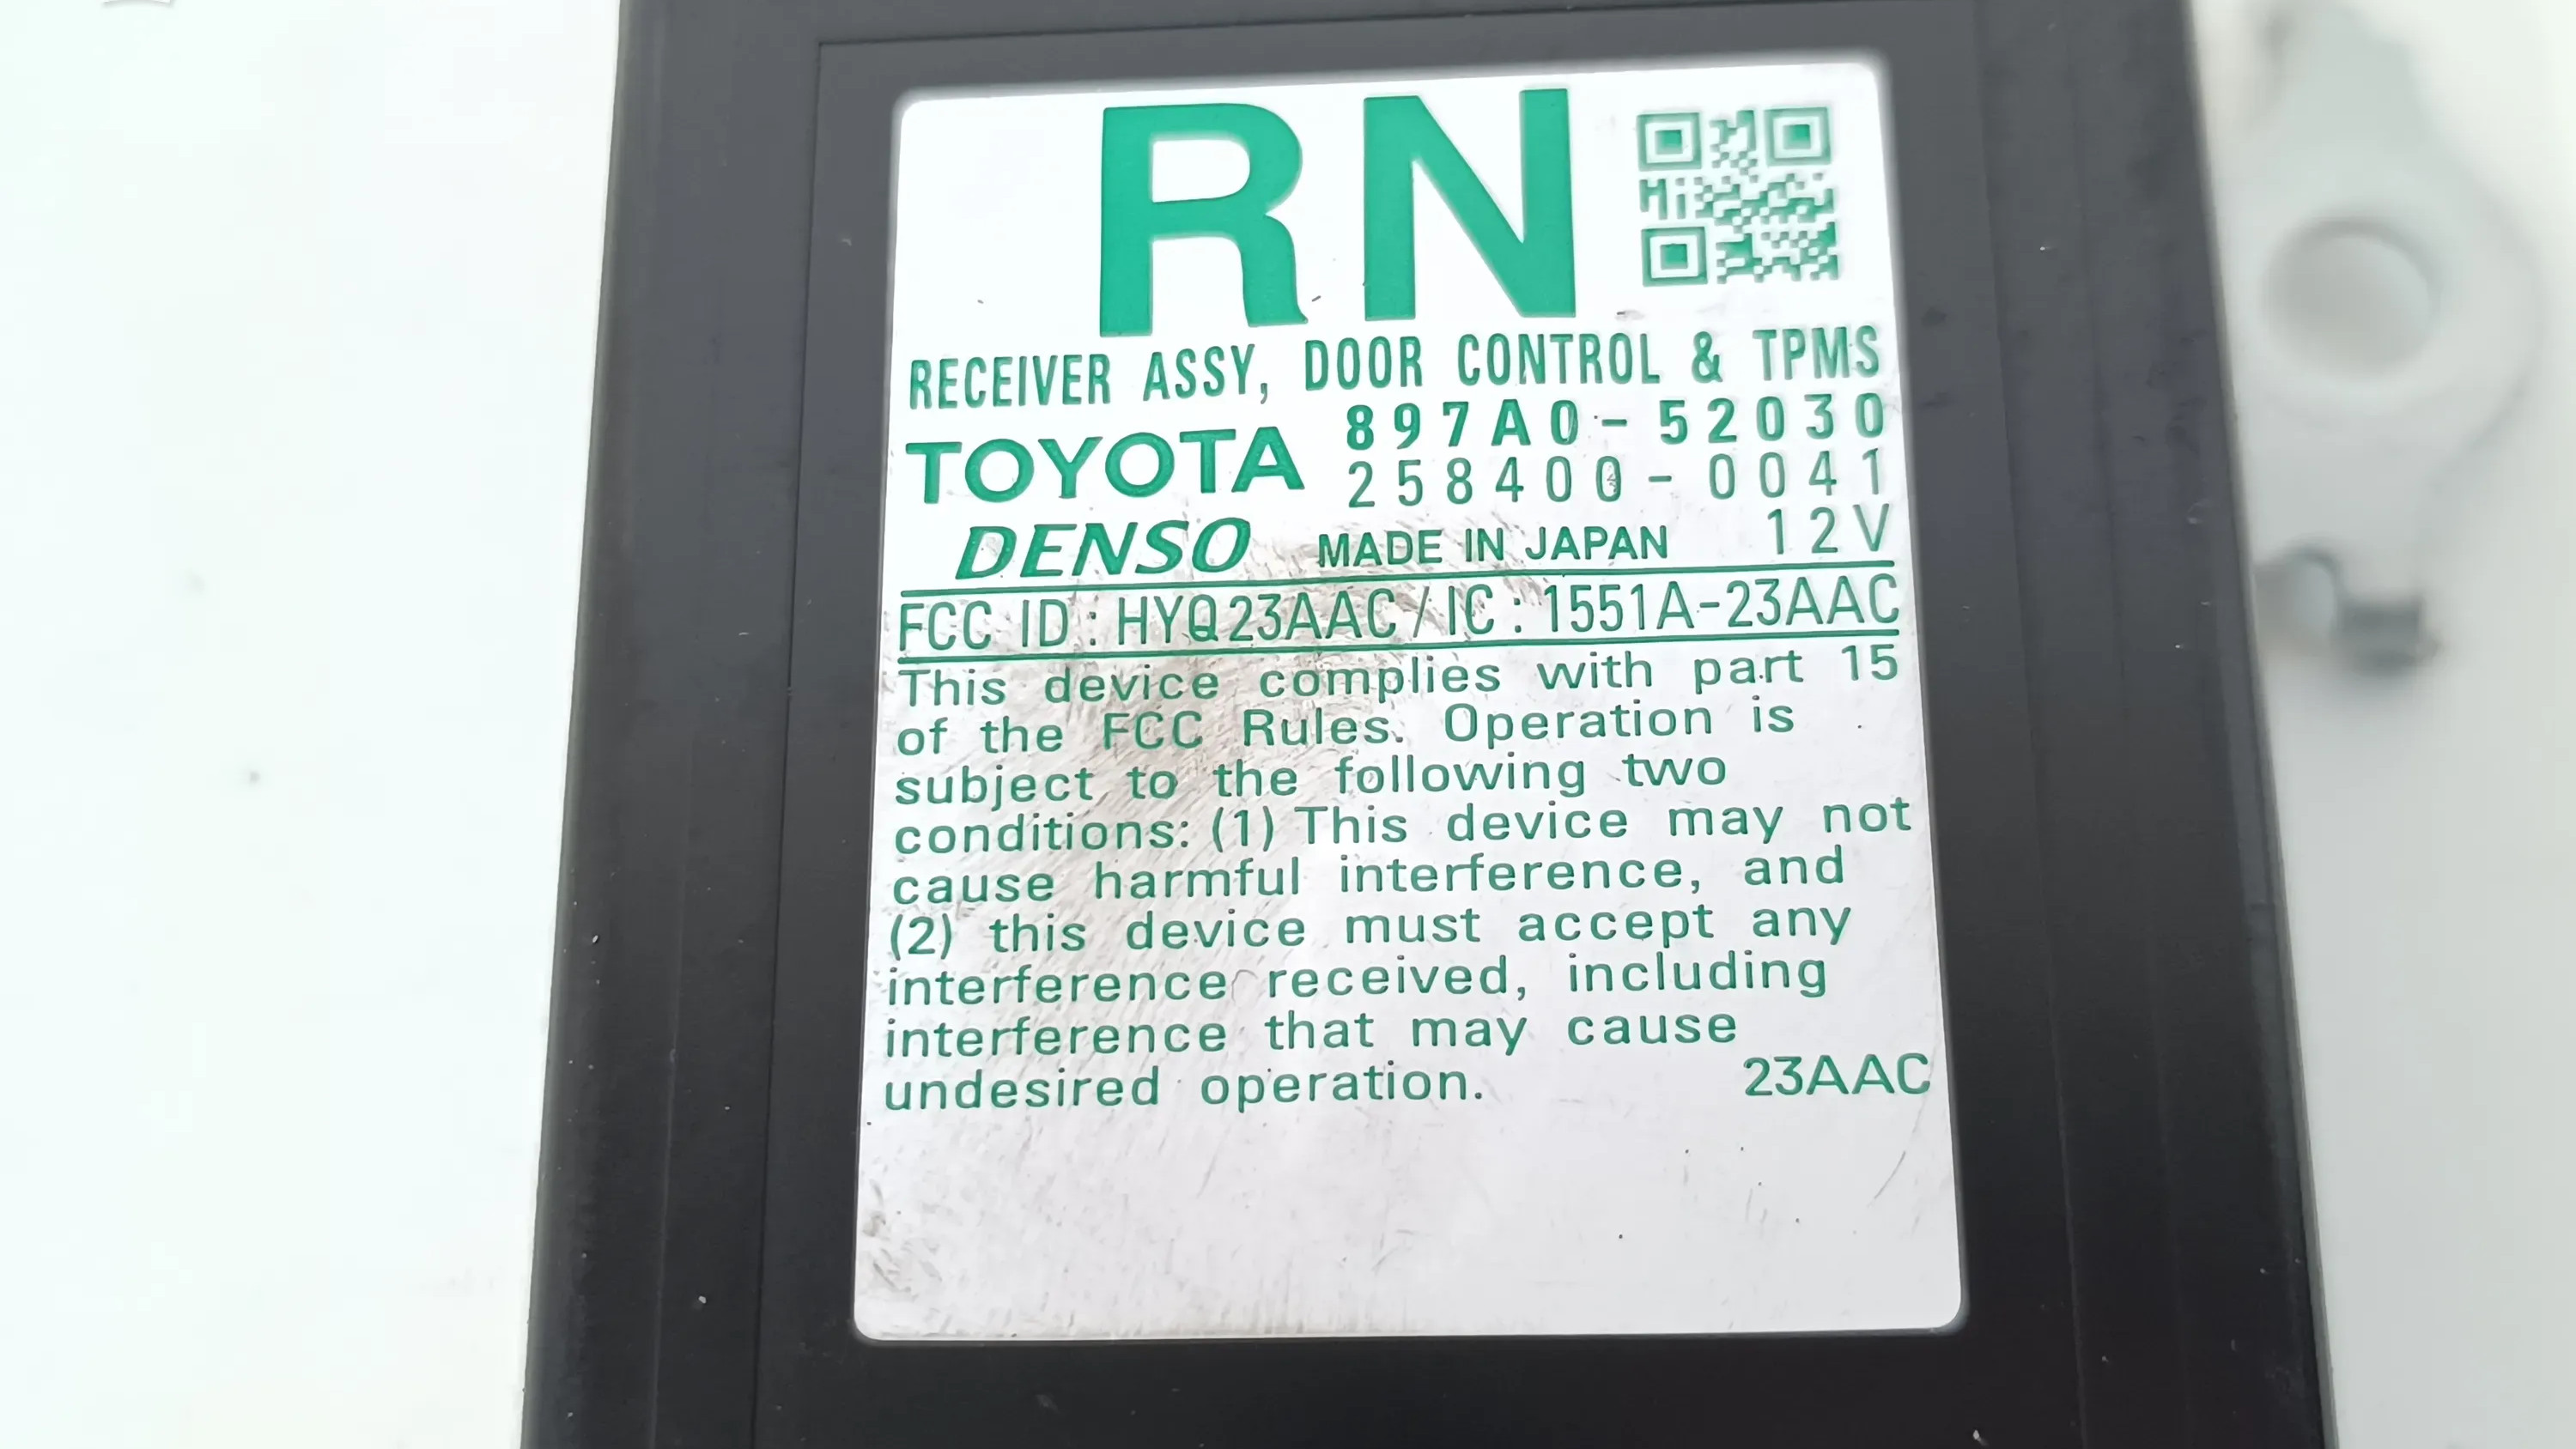 RN
RECEIVER ASSY, DOOR CONTROL & TPMS
TOYOTA 897A0-52030
258400-0041
DENSO MADE IN JAPAN 12V
FCC ID: HYQ23AAC/IC: 1551A-23AAC
This device complies with part 15
of the FCC Rules. Operation is
subject to the following two
conditions: (1) This device may not
cause harmful interference, and
(2) this device must accept any
interference received, including
interference that may cause
undesired operation. 23AAC